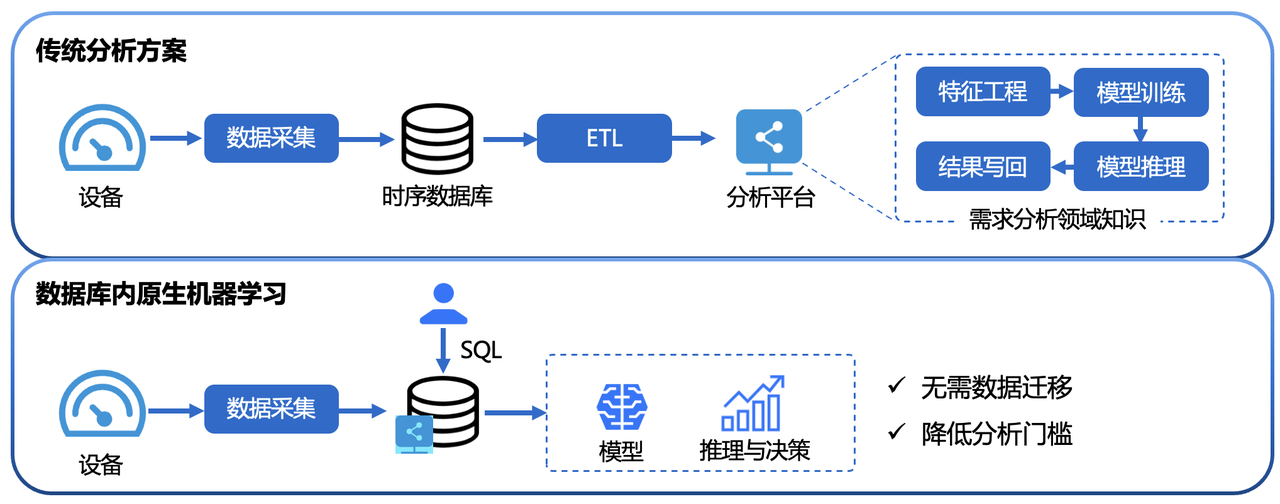 传统分析方案
设备
数据采集
时序数据库
ETL
分析平台
特征工程
模型训练
结果写回
模型推理
需求分析领域知识
数据库内原生机器学习
SQL
设备
数据采集
模型
推理与决策
✓ 无需数据迁移
✓ 降低分析门槛